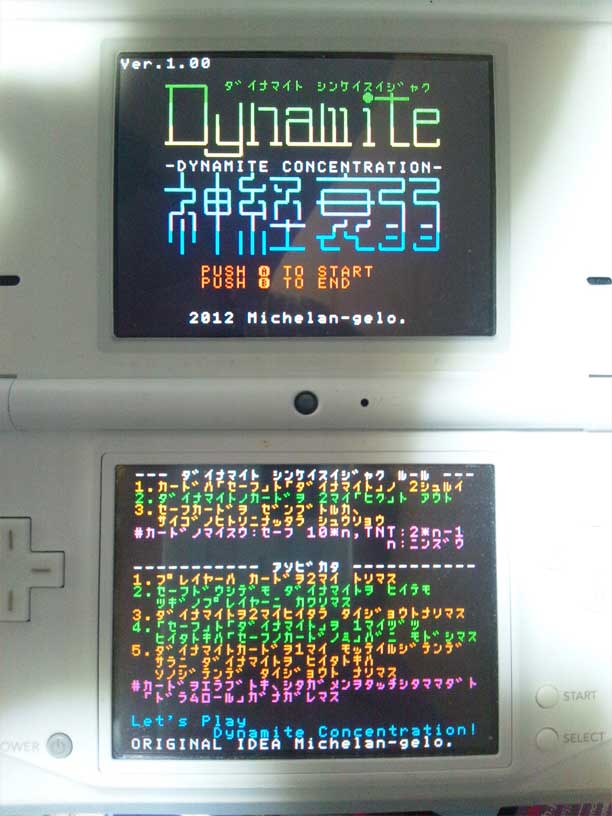 Ver.1.00
ダイナマイト シンケイスイジャク
Dynamite
-DYNAMITE CONCENTRATION-
神経衰弱
PUSH A TO START
PUSH B TO END
2012 Michelan-gelo.
--- ダイナマイト シンケイスイジャク ルール ---
1.カードハ「セーフ」ト「ダイナマイト」ノ 2シュルイ
2.ダイナマイトノカードヲ 2マイ「ヒク」ト アウト
3.セーフカードヲ ゼンブトルカ、
サイゴノヒトリニナッタラ シュウリョウ
#カードノマイスウ:セーフ 10*n,TNT:2*n-1
n:ニンズウ
----------- アソビカタ -----------
1.プレイヤーハ カードヲ2マイ トリマス
2.セーフドウシデモ ダイナマイトヲ ヒイテモ
ツギノプレイヤーニ カワリマス
3.ダイナマイトヲ2マイヒイタラ タイジョウトナリマス
4.「セーフ」ト「ダイナマイト」ヲ 1マイヅツ
ヒイタトキハ「セーフノカードノミ」バニ モドシマス
5.ダイナマイトカードヲ1マイ モッテイルジテンデ
サラニ ダイナマイトヲ ヒイタトキハ
ソノジテンデ タイジョウト ナリマス
#カードヲエラブトキ、シタガメンヲタッチシタママダト
「ドラムロール」ガナガレマス
Let's Play
Dynamite Concentration!
ORIGINAL IDEA Michelan-gelo.
START
SELECT
POWER